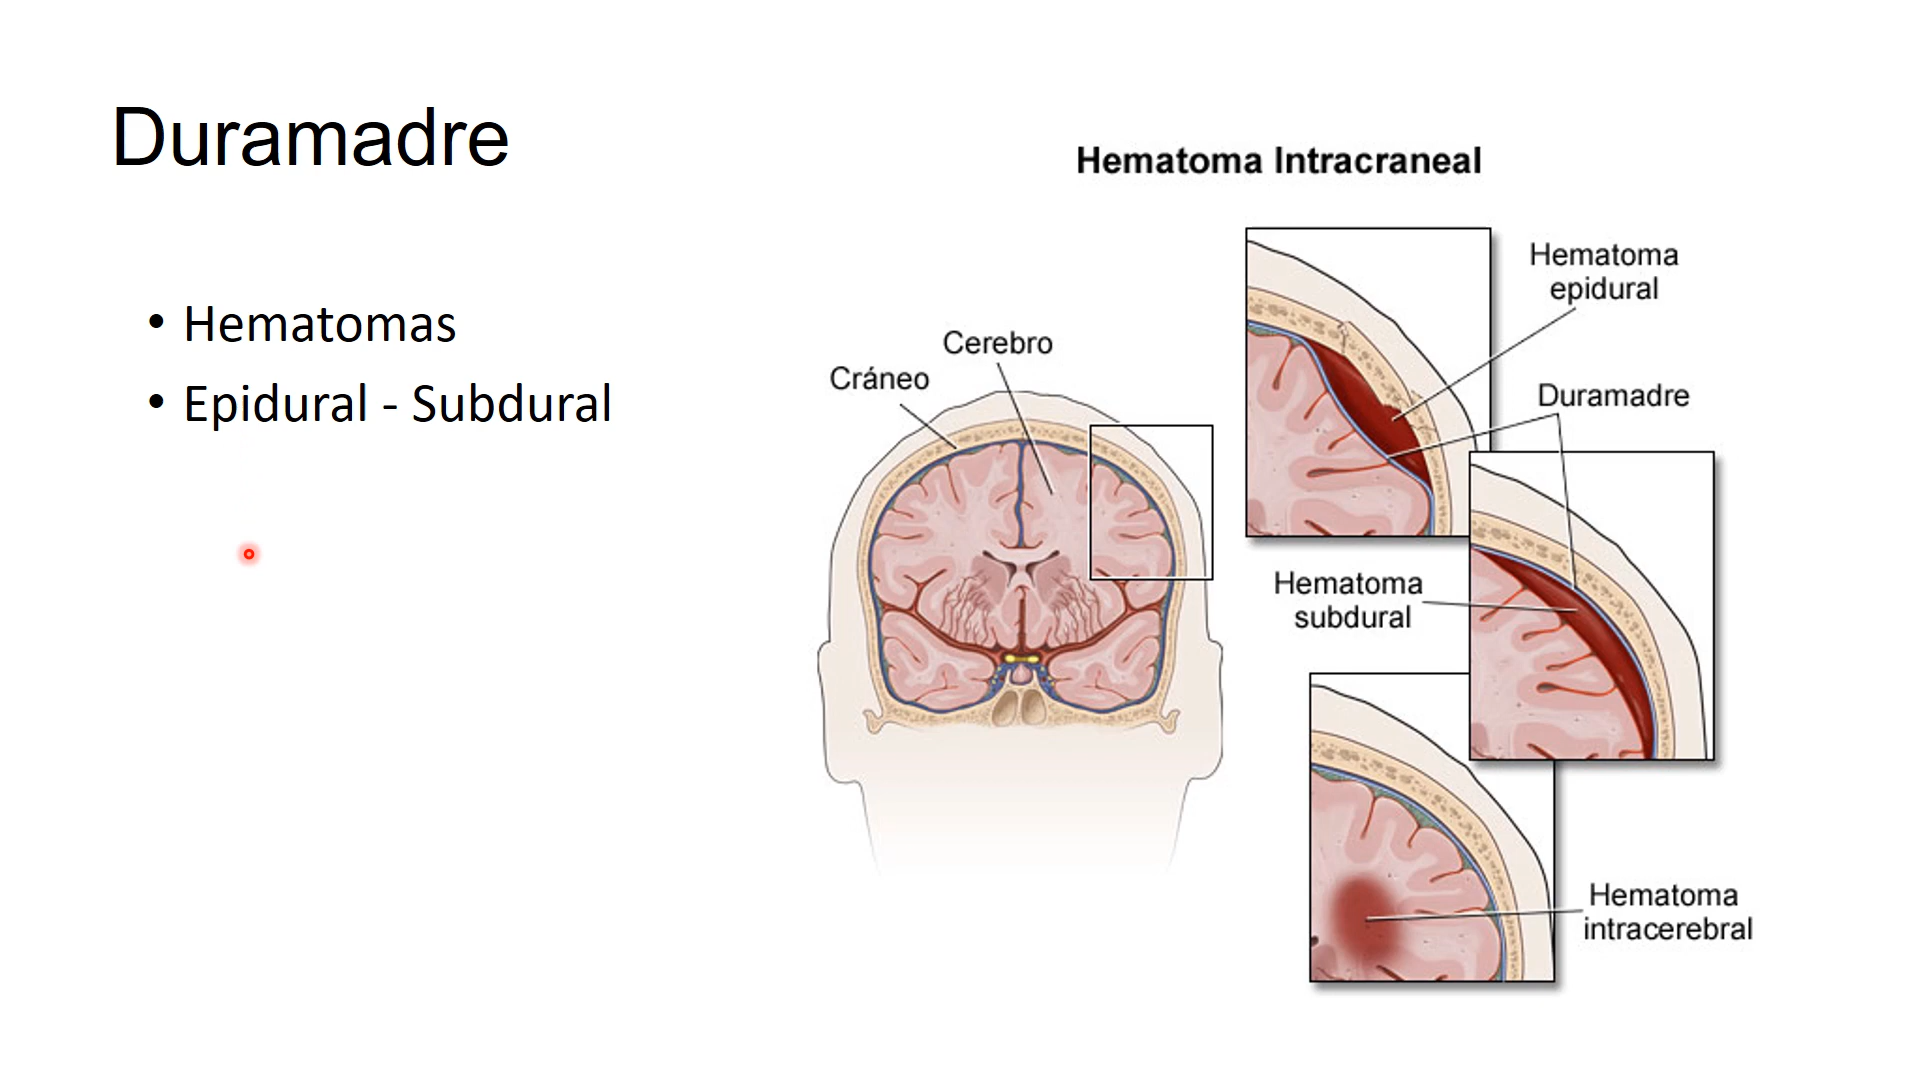 Duramadre
• Hematomas
• Epidural - Subdural
Hematoma Intracraneal
Cráneo
Cerebro
Hematoma
epidural
Duramadre
Hematoma
subdural
Hematoma
intracerebral